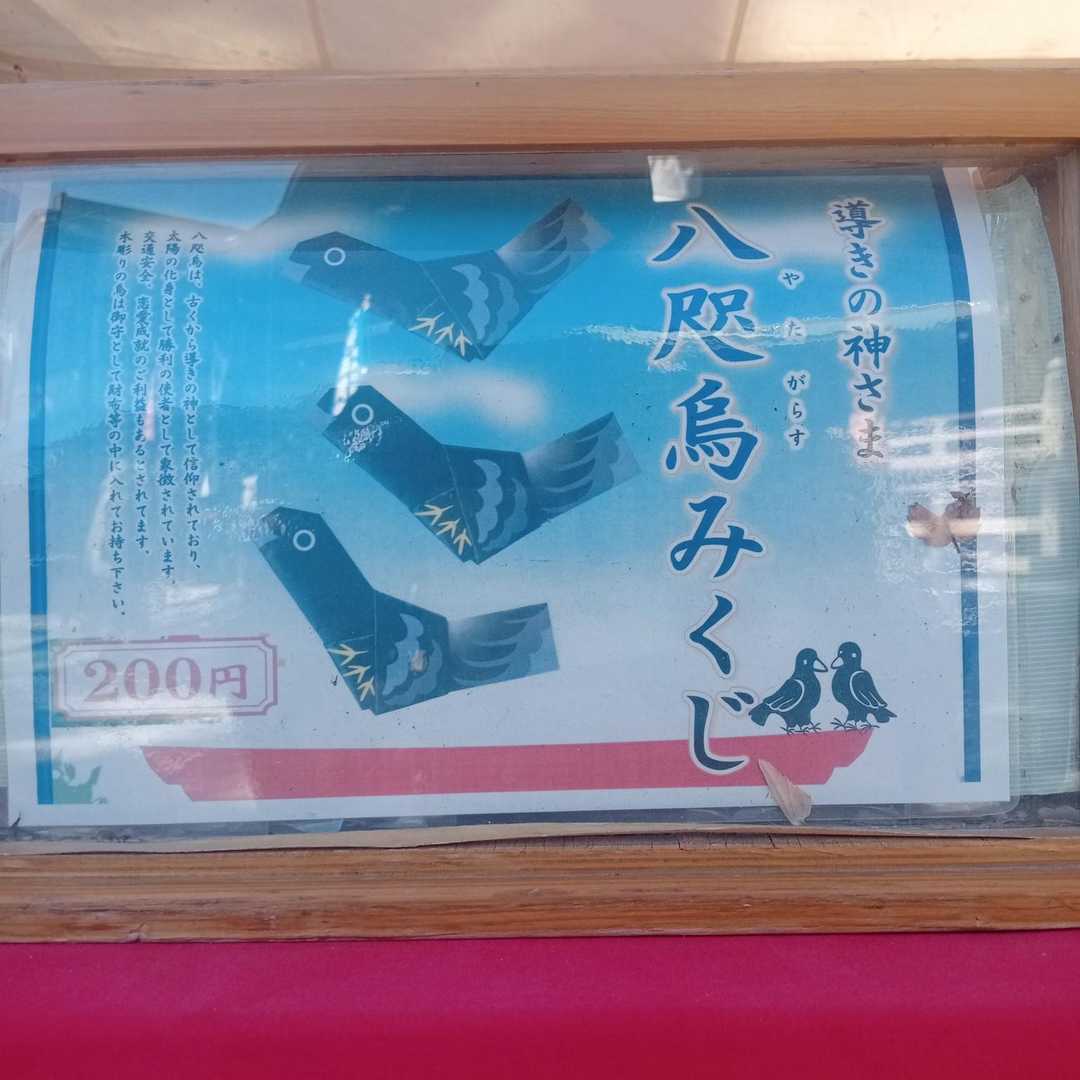 導きの神さま
八咫烏みくじ
やたがらす
八咫烏は、古くから導きの神として信仰されており、
太陽の化身として勝利の使者として象徴されています。
交通安全、恋愛成就のご利益もあるとされてます。
木彫りの烏は御守として財布等の中に入れてお持ち下さい。
200円